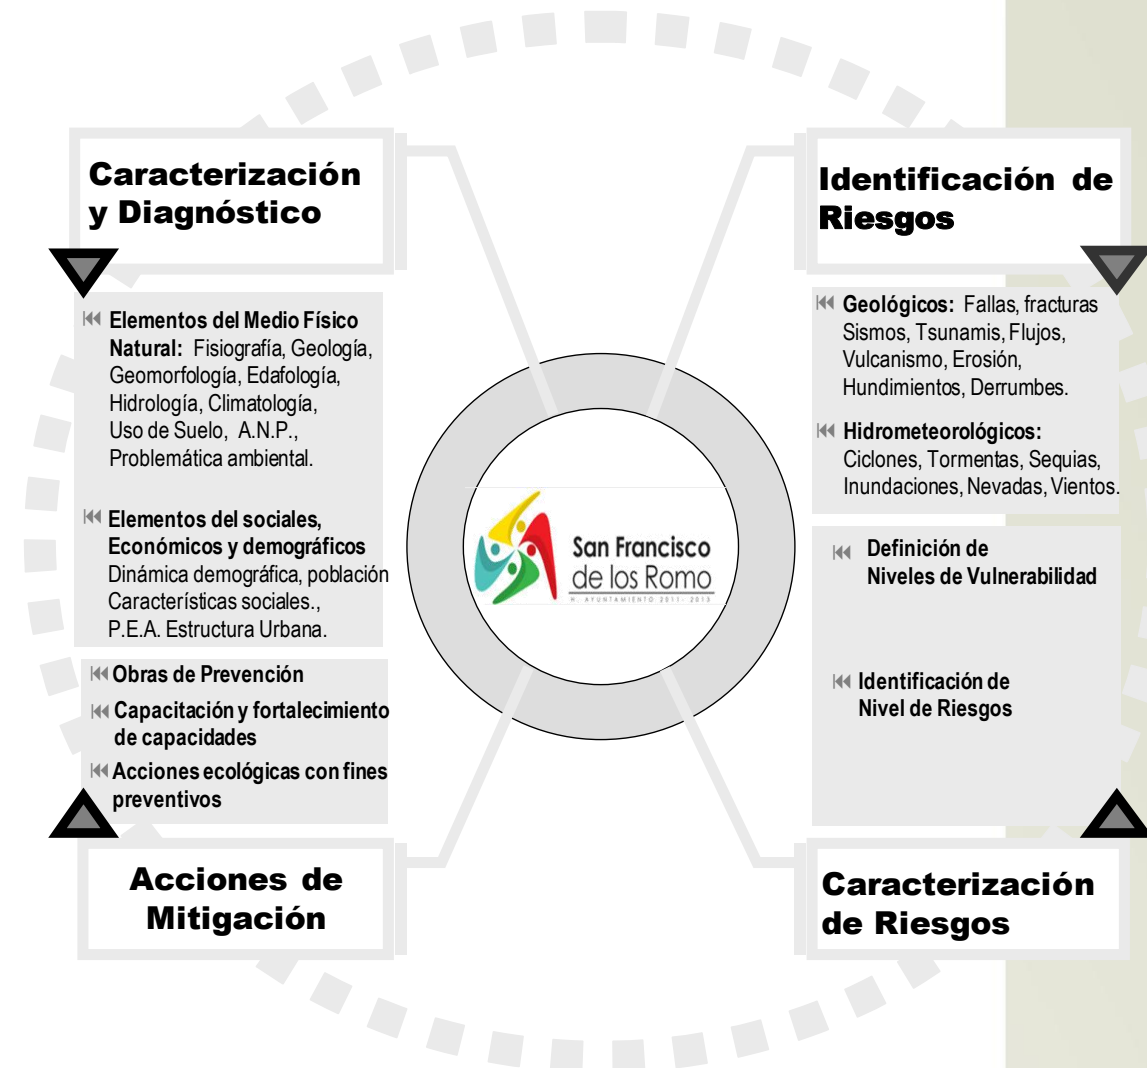 Caracterización
y Diagnóstico
Elementos del Medio Físico
Natural: Fisiografía, Geología,
Geomorfología, Edafología,
Hidrología, Climatología,
Uso de Suelo, A.N.P.,
Problemática ambiental.
Elementos del sociales,
Económicos y demográficos
Dinámica demográfica, población
Características sociales.,
P.E.A. Estructura Urbana.
Obras de Prevención
Capacitación y fortalecimiento
de capacidades
Acciones ecológicas con fines
preventivos
Acciones de
Mitigación
San Francisco
de los Romo
H. AYUNTAMIENTO 2011- 2013
Identificación de
Riesgos
Geológicos: Fallas, fracturas
Sismos, Tsunamis, Flujos,
Vulcanismo, Erosión,
Hundimientos, Derrumbes.
Hidrometeorológicos:
Ciclones, Tormentas, Sequias,
Inundaciones, Nevadas, Vientos.
Definición de
Niveles de Vulnerabilidad
Identificación de
Nivel de Riesgos
Caracterización
de Riesgos